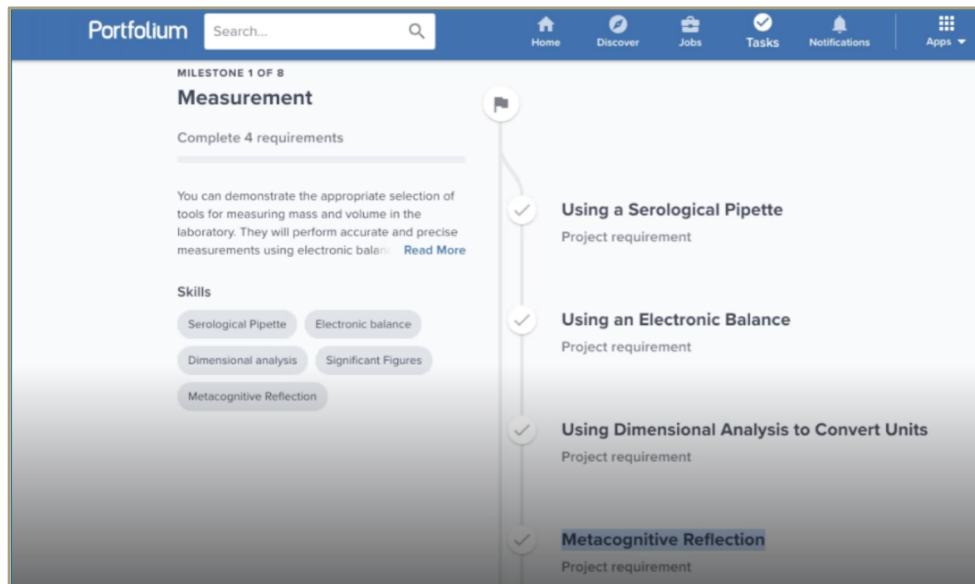 Portfolium
Search...
Home
Discover
Jobs
Tasks
Notifications
Apps
MILESTONE 1 OF 8
Measurement
Complete 4 requirements
You can demonstrate the appropriate selection of
tools for measuring mass and volume in the
laboratory. They will perform accurate and precise
measurements using electronic balan Read More
Skills
Serological Pipette
Electronic balance
Dimensional analysis
Significant Figures
Metacognitive Reflection
Using a Serological Pipette
Project requirement
Using an Electronic Balance
Project requirement
Using Dimensional Analysis to Convert Units
Project requirement
Metacognitive Reflection
Project requirement